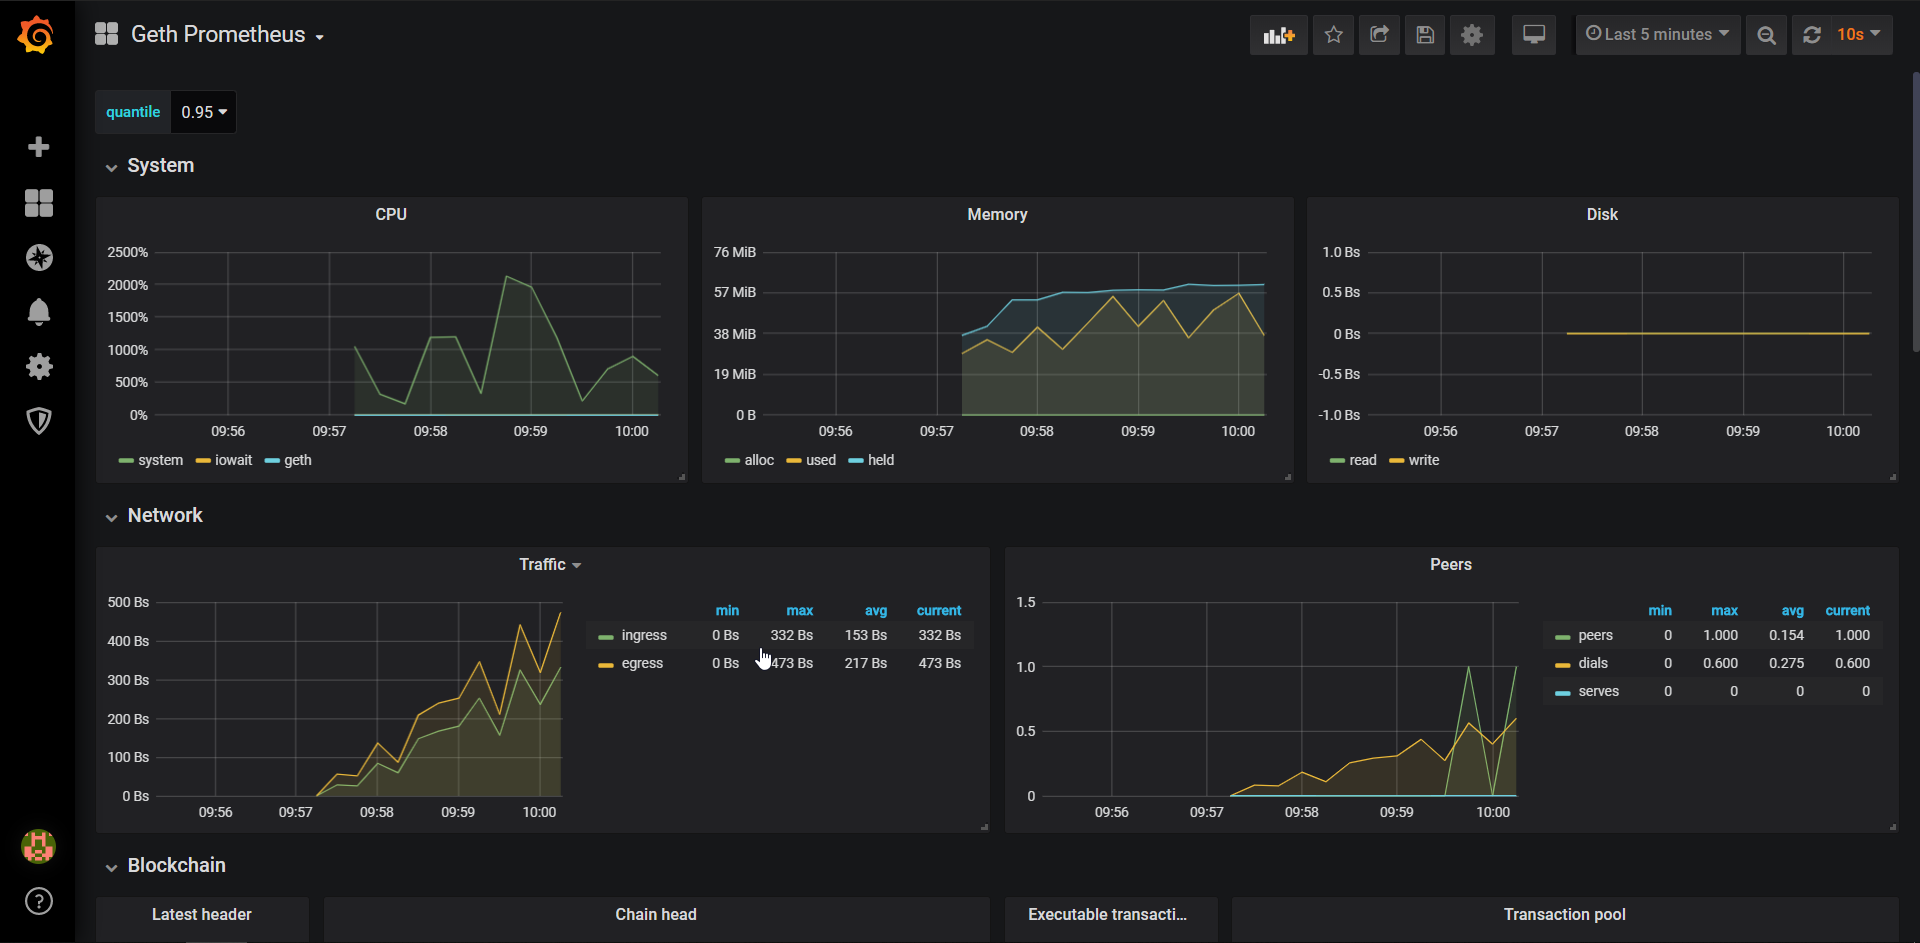 Geth Prometheus
Last 5 minutes
10s
quantile 0.95
System
CPU
2500%
2000%
1500%
1000%
500%
0%
09:56 09:57 09:58 09:59 10:00
system iowait geth
Memory
76 MiB
57 MiB
38 MiB
19 MiB
0 B
09:56 09:57 09:58 09:59 10:00
alloc used held
Disk
1.0 Bs
0.5 Bs
0 Bs
-0.5 Bs
-1.0 Bs
09:56 09:57 09:58 09:59 10:00
read write
Network
Traffic
500 Bs
400 Bs
300 Bs
200 Bs
100 Bs
0 Bs
09:56 09:57 09:58 09:59 10:00
min max avg current
ingress 0 Bs 332 Bs 153 Bs 332 Bs
egress 0 Bs 473 Bs 217 Bs 473 Bs
Peers
1.5
1.0
0.5
0
09:56 09:57 09:58 09:59 10:00
min max avg current
peers 0 1.000 0.154 1.000
dials 0 0.600 0.275 0.600
serves 0 0 0 0
Blockchain
Latest header
Chain head
Executable transacti...
Transaction pool